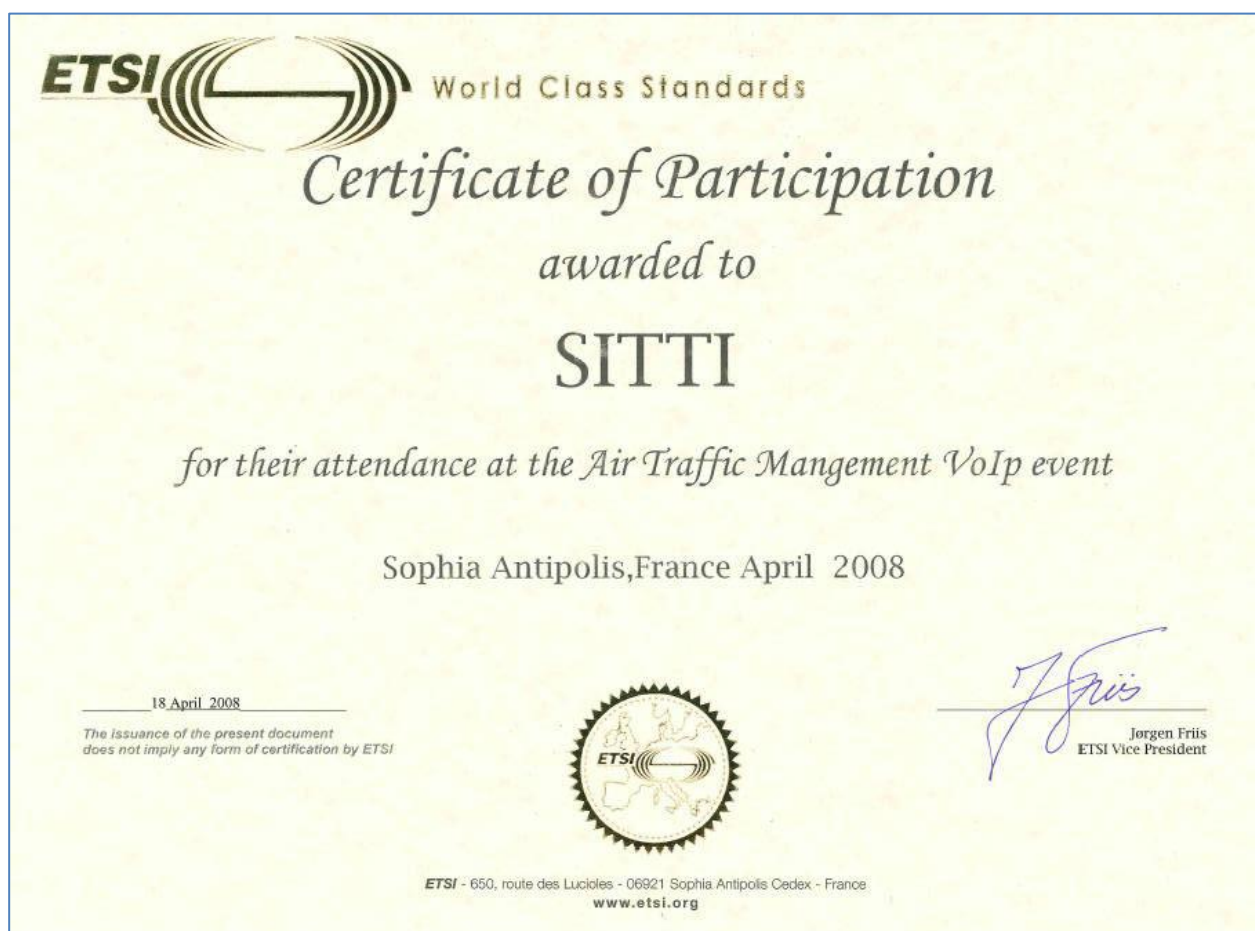 ETSI World Class Standards
Certificate of Participation
awarded to
SITTI
for their attendance at the Air Traffic Mangement VoIp event
Sophia Antipolis,France April 2008
18 April 2008
The issuance of the present document
does not imply any form of certification by ETSI
ETSI
J Friis
Jørgen Friis
ETSI Vice President
ETSI - 650, route des Lucioles - 06921 Sophia Antipolis Cedex - France
www.etsi.org